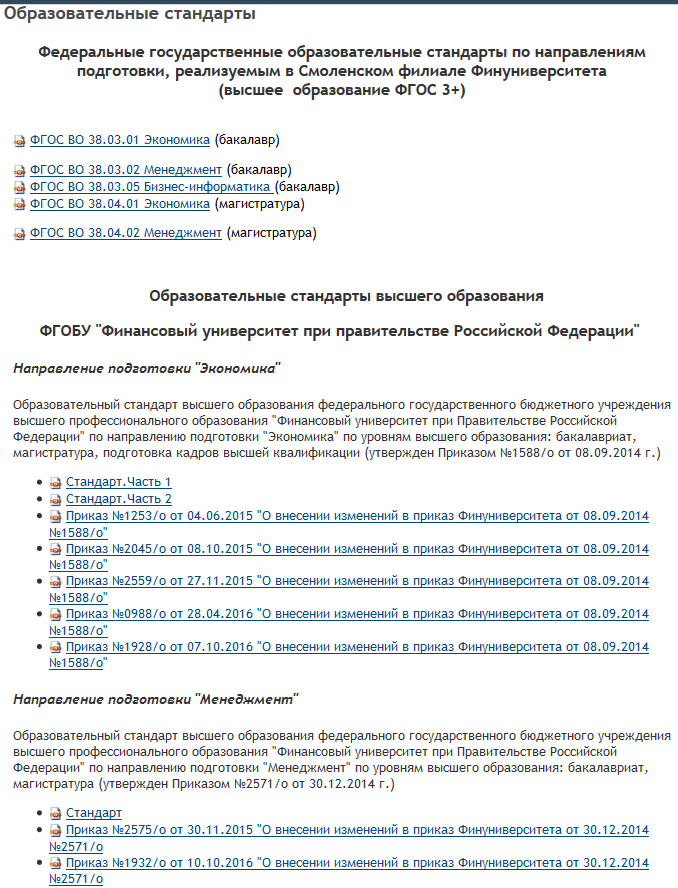 Образовательные стандарты
Федеральные государственные образовательные стандарты по направлениям
подготовки, реализуемым в Смоленском филиале Финуниверситета
(высшее образование ФГОС 3+)
ФГОС ВО 38.03.01 Экономика (бакалавр)
ФГОС ВО 38.03.02 Менеджмент (бакалавр)
ФГОС ВО 38.03.05 Бизнес-информатика (бакалавр)
ФГОС ВО 38.04.01 Экономика (магистратура)
ФГОС ВО 38.04.02 Менеджмент (магистратура)
Образовательные стандарты высшего образования
ФГОБУ "Финансовый университет при правительстве Российской Федерации"
Направление подготовки "Экономика"
Образовательный стандарт высшего образования федерального государственного бюджетного учреждения
высшего профессионального образования "Финансовый университет при Правительстве Российской
Федерации" по направлению подготовки "Экономика" по уровням высшего образования: бакалавриат,
магистратура, подготовка кадров высшей квалификации (утвержден Приказом №1588/о от 08.09.2014 г.)
Стандарт.Часть 1
Стандарт.Часть 2
Приказ №1253/о от 04.06.2015 "О внесении изменений в приказ Финуниверситета от 08.09.2014
№1588/о"
Приказ №2045/о от 08.10.2015 "О внесении изменений в приказ Финуниверситета от 08.09.2014
№1588/о"
Приказ №2559/о от 27.11.2015 "О внесении изменений в приказ Финуниверситета от 08.09.2014
№1588/о"
Приказ №0988/о от 28.04.2016 "О внесении изменений в приказ Финуниверситета от 08.09.2014
№1588/о"
Приказ №1928/о от 07.10.2016 "О внесении изменений в приказ Финуниверситета от 08.09.2014
№1588/о"
Направление подготовки "Менеджмент"
Образовательный стандарт высшего образования федерального государственного бюджетного учреждения
высшего профессионального образования "Финансовый университет при Правительстве Российской
Федерации" по направлению подготовки "Менеджмент" по уровням высшего образования: бакалавриат,
магистратура (утвержден Приказом №2571/о от 30.12.2014 г.)
Стандарт
Приказ №2575/о от 30.11.2015 "О внесении изменений в приказ Финуниверситета от 30.12.2014
№2571/о
Приказ №1932/о от 10.10.2016 "О внесении изменений в приказ Финуниверситета от 30.12.2014
№2571/о